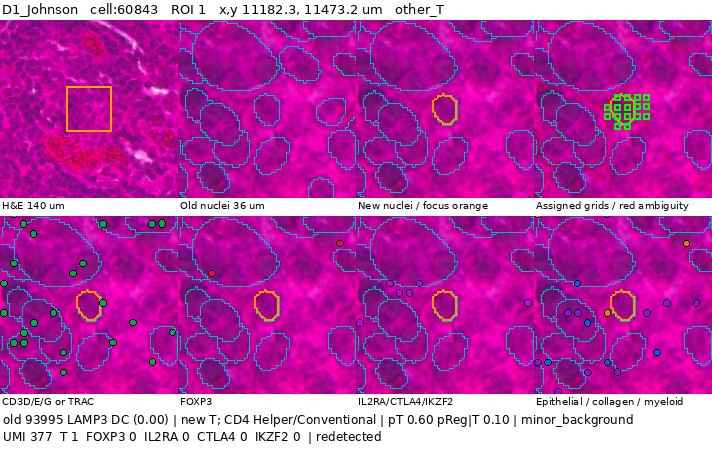 D1_Johnson   cell:60843   ROI 1   x,y 11182.3, 11473.2 um   other_T
H&E 140 um
Old nuclei 36 um
New nuclei / focus orange
Assigned grids / red ambiguity
CD3D/E/G or TRAC
FOXP3
IL2RA/CTLA4/IKZF2
Epithelial / collagen / myeloid
old 93995 LAMP3 DC (0.00) | new T; CD4 Helper/Conventional | pT 0.60 pReg|T 0.10 | minor_background
UMI 377  T 1  FOXP3 0  IL2RA 0  CTLA4 0  IKZF2 0  | redetected